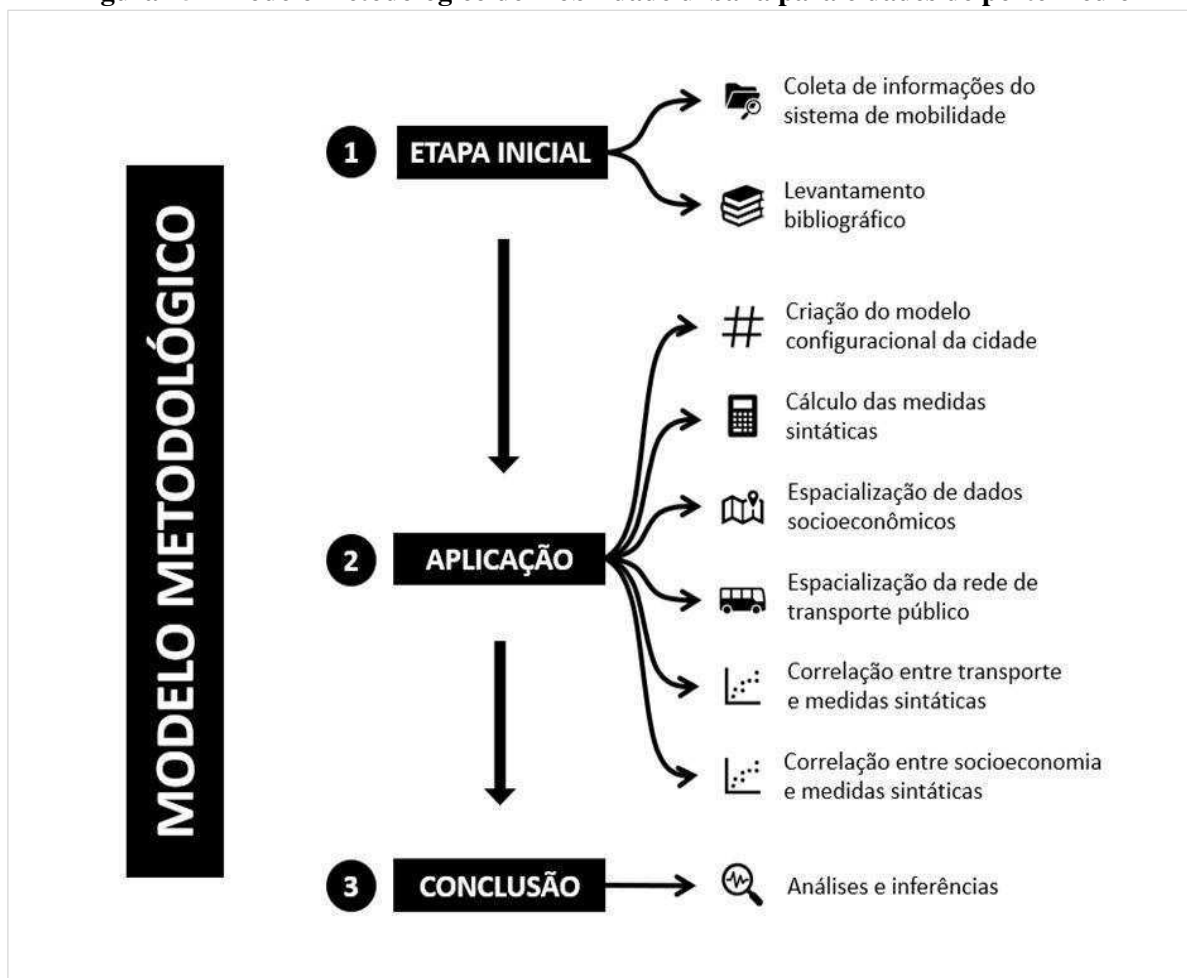 MODELO METODOLÓGICO
1 ETAPA INICIAL
Coleta de informações do
sistema de mobilidade
Levantamento
bibliográfico
2 APLICAÇÃO
Criação do modelo
configuracional da cidade
Cálculo das medidas
sintáticas
Espacialização de dados
socioeconômicos
Espacialização da rede de
transporte público
Correlação entre transporte
e medidas sintáticas
Correlação entre socioeconomia
e medidas sintáticas
3 CONCLUSÃO
Análises e inferências